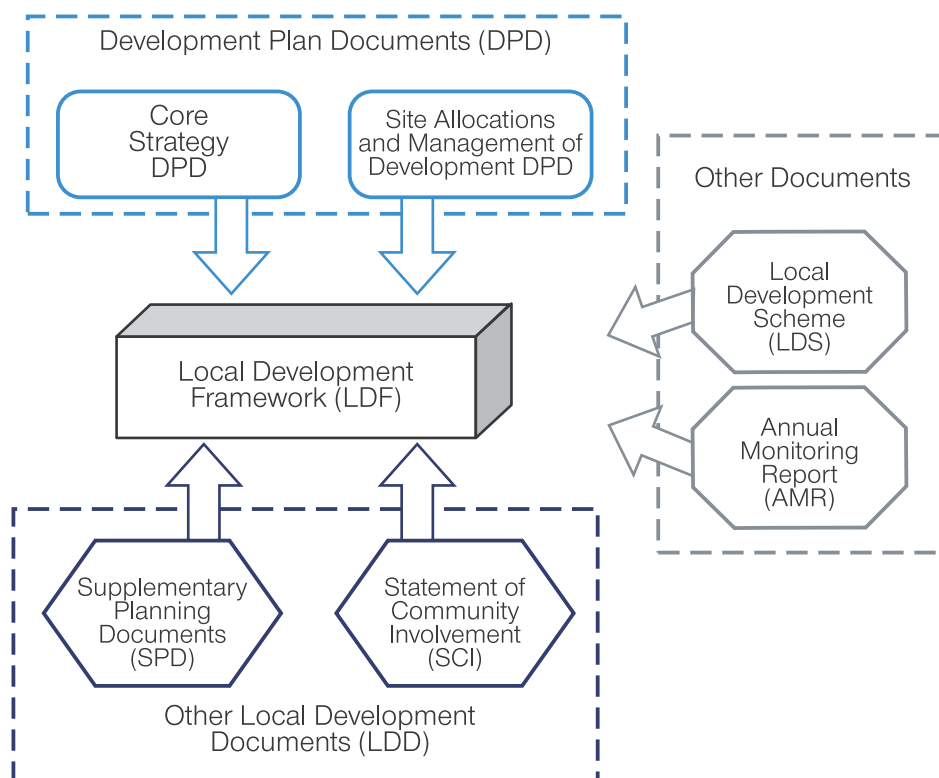 Development Plan Documents (DPD)
Core
Strategy
DPD
Site Allocations
and Management of
Development DPD
Other Documents
Local
Development
Scheme
(LDS)
Annual
Monitoring
Report
(AMR)
Local Development
Framework (LDF)
Supplementary
Planning
Documents
(SPD)
Statement of
Community
Involvement
(SCI)
Other Local Development
Documents (LDD)